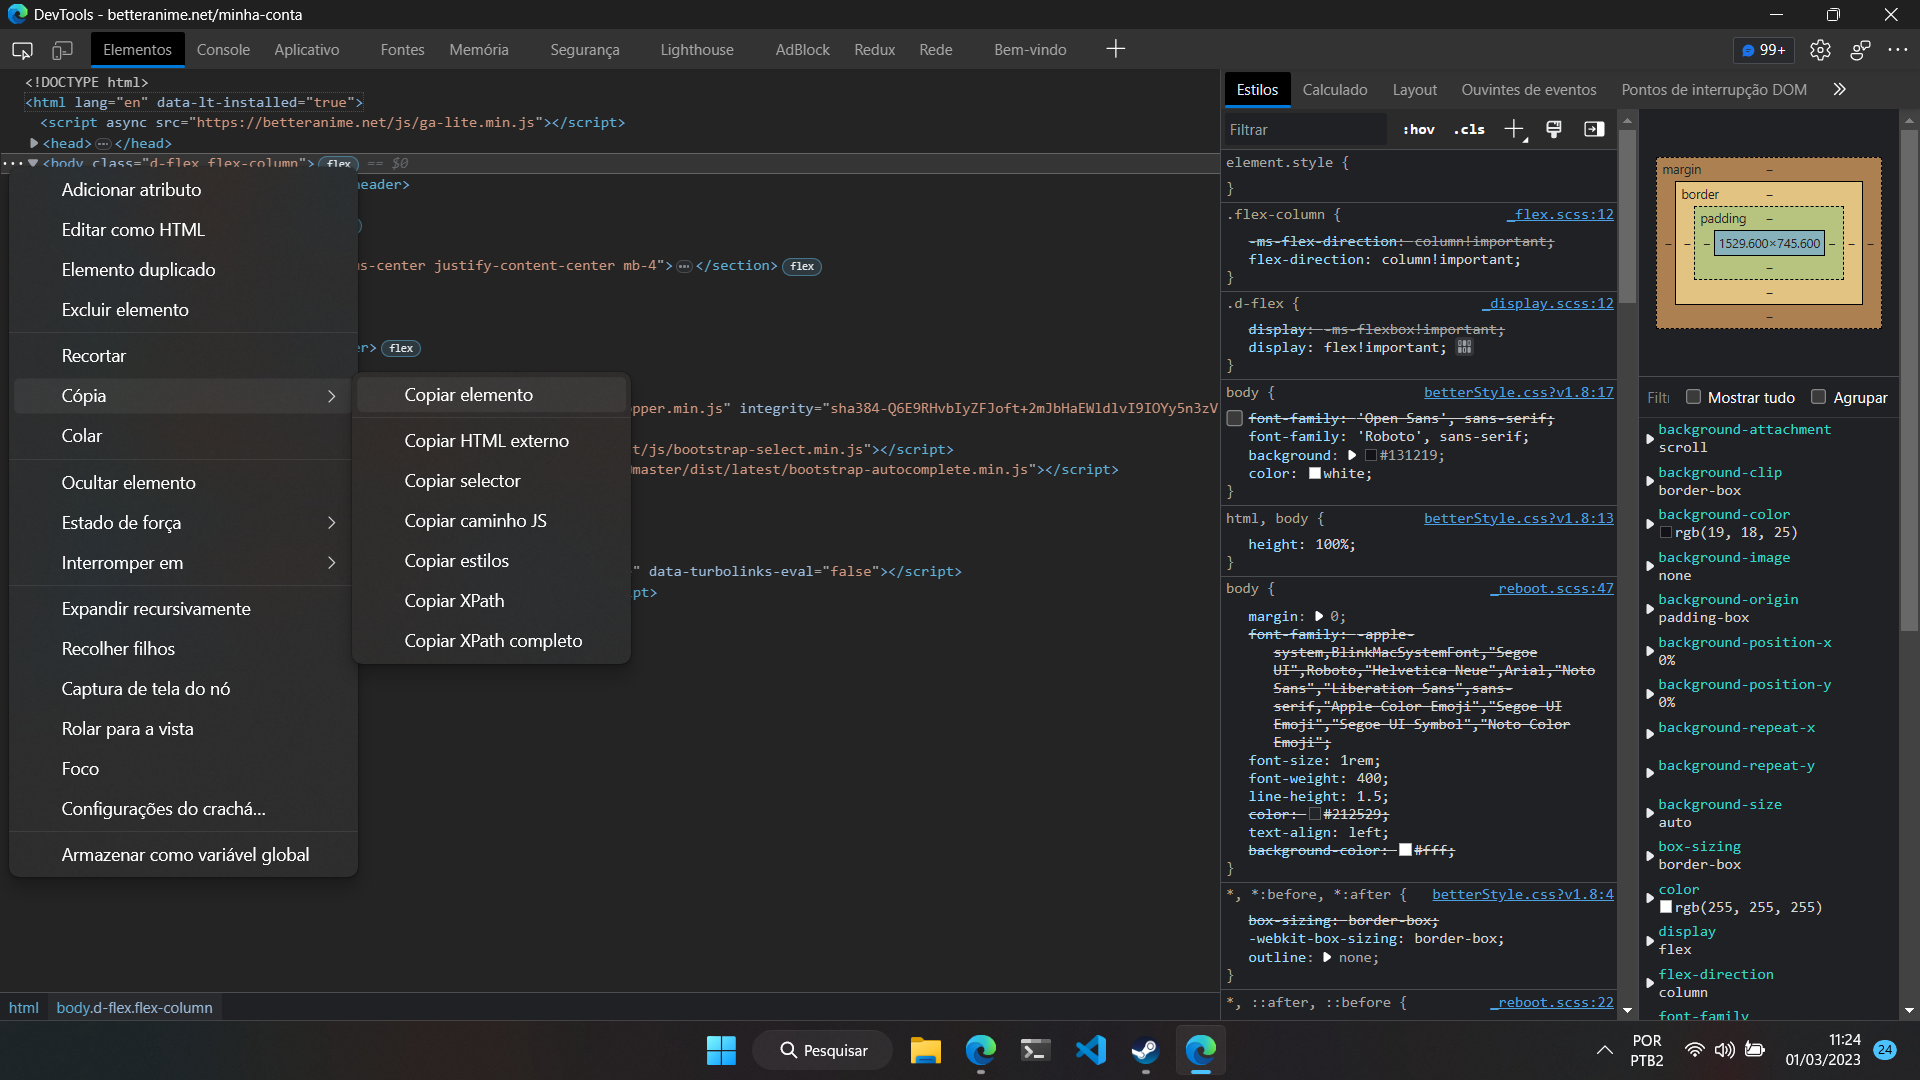 DevTools - betteranime.net/minha-conta
Elementos Console Aplicativo Fontes Memória Segurança Lighthouse AdBlock Redux Rede Bem-vindo 99+
<!DOCTYPE html>
<html lang="en" data-lt-installed="true">
<script async src="https://betteranime.net/js/ga-lite.min.js"></script>
<head> ••• </head>
<body class="d-flex flex-column"> flex == $0
eader>
s-center justify-content-center mb-4"> ••• </section> flex
r> flex
pper.min.js" integrity="sha384-Q6E9RHvbIyZFJoft+2mJbHaEWldlvI9IOYy5n3zV
t/js/bootstrap-select.min.js"></script>
master/dist/latest/bootstrap-autocomplete.min.js"></script>
" data-turbolinks-eval="false"></script>
pt>
Adicionar atributo
Editar como HTML
Elemento duplicado
Excluir elemento
Recortar
Cópia
Colar
Ocultar elemento
Estado de força
Interromper em
Expandir recursivamente
Recolher filhos
Captura de tela do nó
Rolar para a vista
Foco
Configurações do crachá...
Armazenar como variável global
Copiar elemento
Copiar HTML externo
Copiar selector
Copiar caminho JS
Copiar estilos
Copiar XPath
Copiar XPath completo
html body.d-flex.flex-column
Estilos Calculado Layout Ouvintes de eventos Pontos de interrupção DOM
Filtrar :hov .cls
element.style {
}
.flex-column { _flex.scss:12
-ms-flex-direction: column!important;
flex-direction: column!important;
}
.d-flex { _display.scss:12
display: -ms-flexbox!important;
display: flex!important;
}
body { betterStyle.css?v1.8:17
font-family: 'Open Sans', sans-serif;
font-family: 'Roboto', sans-serif;
background: #131219;
color: white;
}
html, body { betterStyle.css?v1.8:13
height: 100%;
}
body { _reboot.scss:47
margin: 0;
font-family: -apple-
system,BlinkMacSystemFont,"Segoe
UI",Roboto,"Helvetica Neue",Arial,"Noto
Sans","Liberation Sans",sans-
serif,"Apple Color Emoji","Segoe UI
Emoji","Segoe UI Symbol","Noto Color
Emoji";
font-size: 1rem;
font-weight: 400;
line-height: 1.5;
color: #212529;
text-align: left;
background-color: #fff;
}
*, *:before, *:after { betterStyle.css?v1.8:4
box-sizing: border-box;
-webkit-box-sizing: border-box;
outline: none;
}
*, ::after, ::before { _reboot.scss:22
margin –
border –
padding –
– – – 1529.600×745.600 – – –
–
–
–
Filt Mostrar tudo Agrupar
background-attachment
scroll
background-clip
border-box
background-color
rgb(19, 18, 25)
background-image
none
background-origin
padding-box
background-position-x
0%
background-position-y
0%
background-repeat-x
background-repeat-y
background-size
auto
box-sizing
border-box
color
rgb(255, 255, 255)
display
flex
flex-direction
column
font-family
Pesquisar
POR
PTB2
11:24
01/03/2023
24